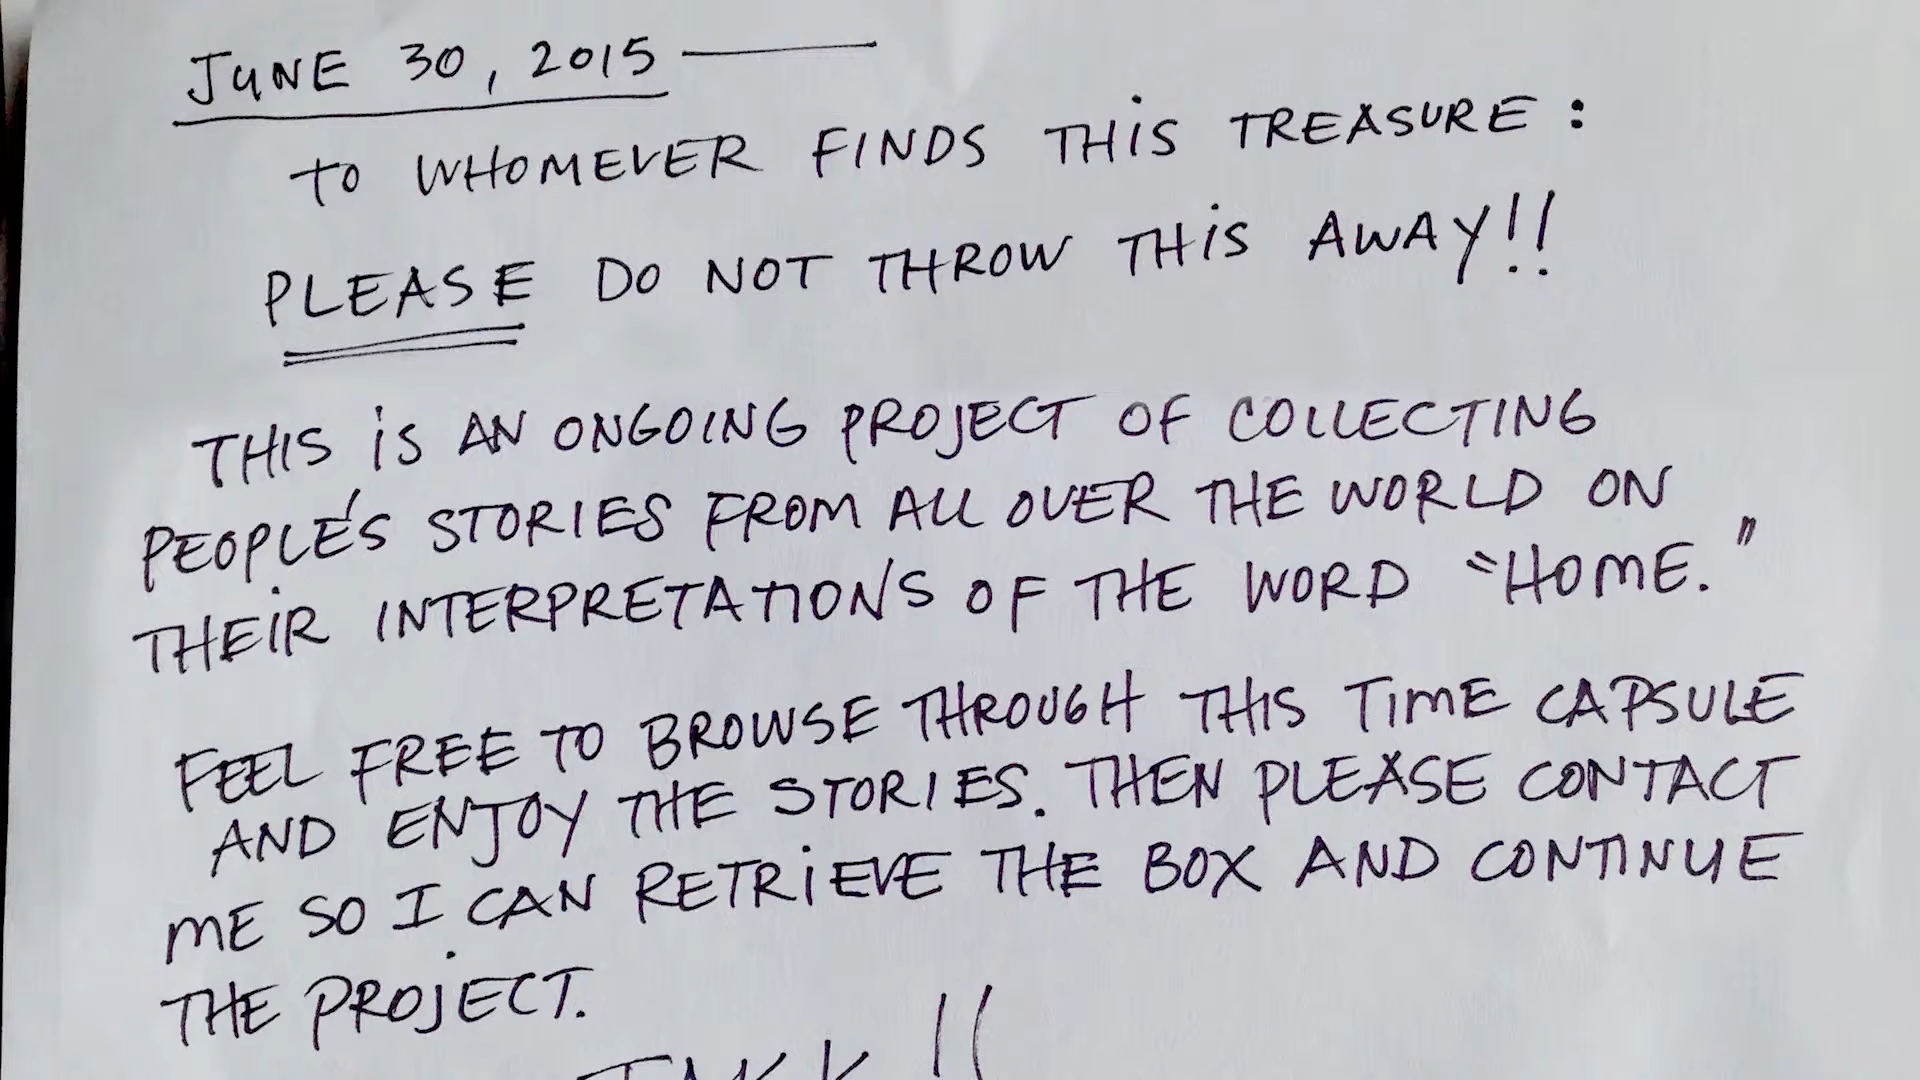 JUNE 30, 2015
TO WHOMEVER FINDS THIS TREASURE:
PLEASE DO NOT THROW THIS AWAY!!
THIS IS AN ONGOING PROJECT OF COLLECTING
PEOPLE'S STORIES FROM ALL OVER THE WORLD ON
THEIR INTERPRETATIONS OF THE WORD "HOME."
FEEL FREE TO BROWSE THROUGH THIS TIME CAPSULE
AND ENJOY THE STORIES. THEN PLEASE CONTACT
ME SO I CAN RETRIEVE THE BOX AND CONTINUE
THE PROJECT.